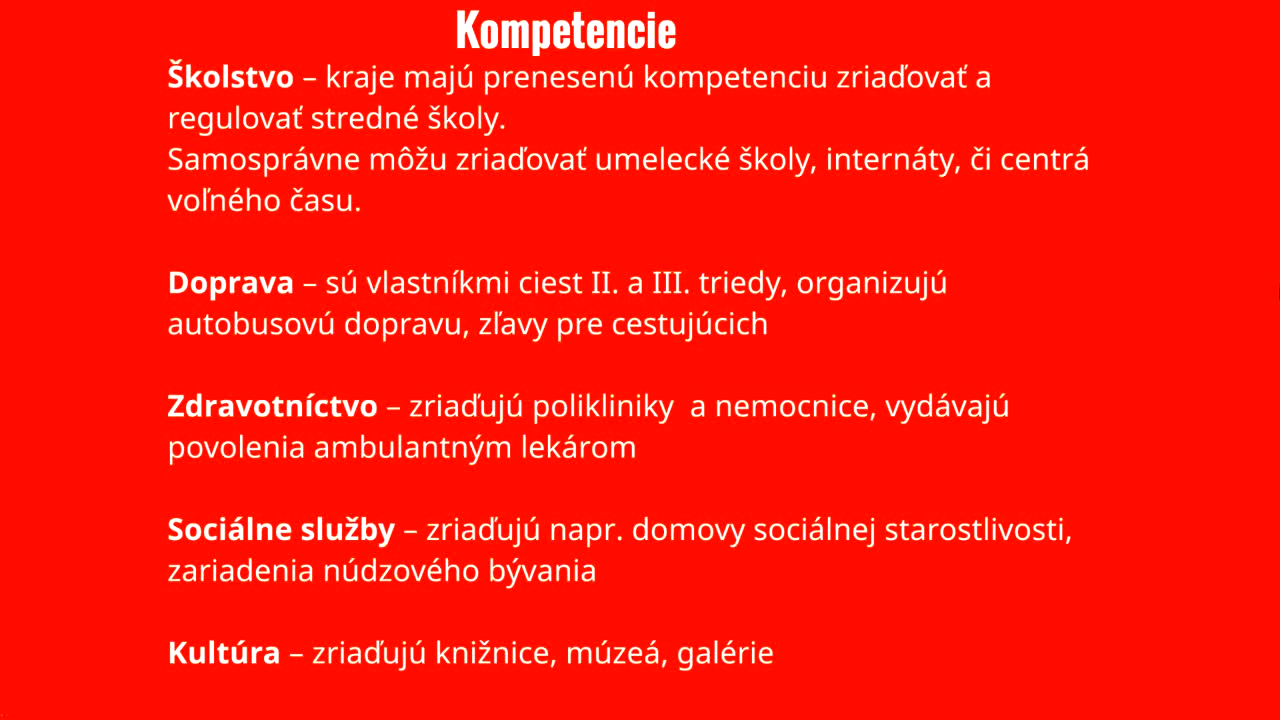 Kompetencie
Školstvo – kraje majú prenesenú kompetenciu zriaďovať a
regulovať stredné školy.
Samosprávne môžu zriaďovať umelecké školy, internáty, či centrá
voľného času.
Doprava – sú vlastníkmi ciest II. a III. triedy, organizujú
autobusovú dopravu, zľavy pre cestujúcich
Zdravotníctvo – zriaďujú polikliniky  a nemocnice, vydávajú
povolenia ambulantným lekárom
Sociálne služby – zriaďujú napr. domovy sociálnej starostlivosti,
zariadenia núdzového bývania
Kultúra – zriaďujú knižnice, múzeá, galérie